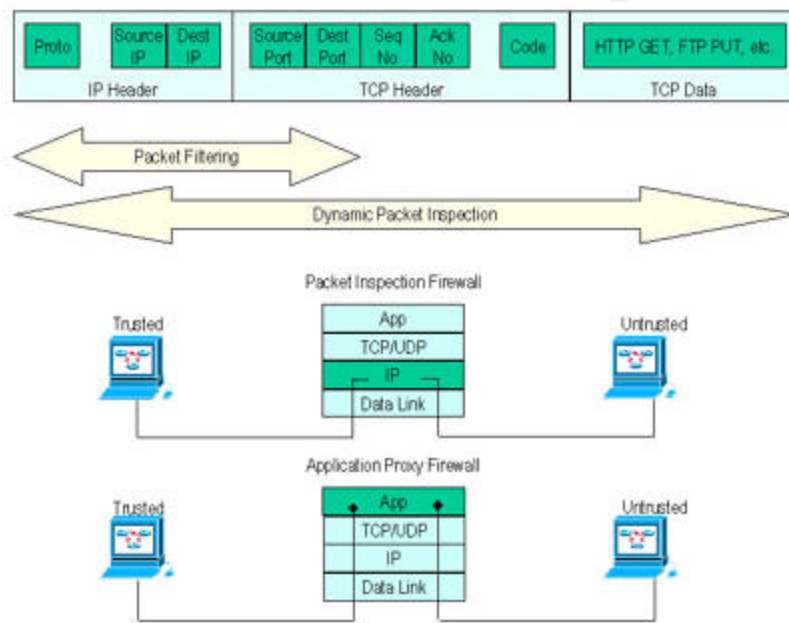 Proto
Source IP
Dest IP
Source Port
Dest Port
Seq No
Ack No
Code
HTTP GET, FTP PUT, etc.
IP Header
TCP Header
TCP Data
Packet Filtering
Dynamic Packet Inspection
Packet Inspection Firewall
Trusted
App
Untrusted
TCP/UDP
IP
Data Link
Application Proxy Firewall
Trusted
App
Untrusted
TCP/UDP
IP
Data Link